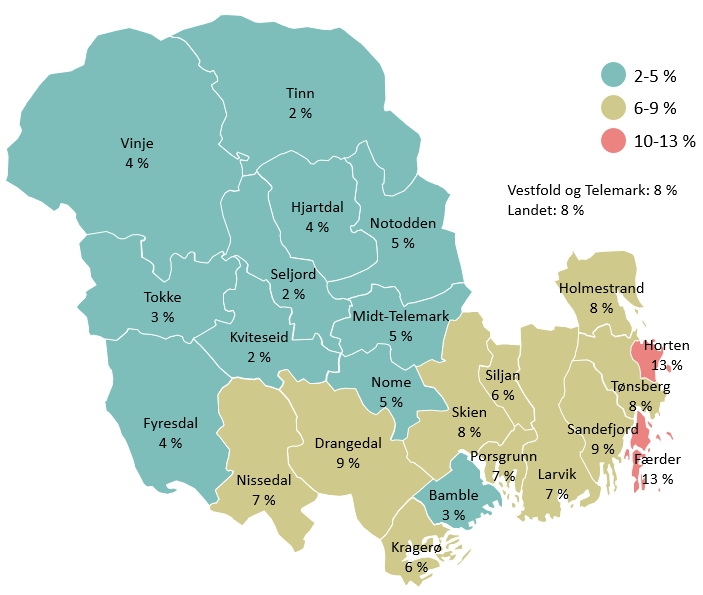 2-5 %
6-9 %
10-13 %
Vestfold og Telemark: 8 %
Landet: 8 %
Tinn
2 %
Vinje
4 %
Hjartdal
4 %
Notodden
5 %
Seljord
2 %
Tokke
3 %
Midt-Telemark
5 %
Kviteseid
2 %
Holmestrand
8 %
Horten
13 %
Nome
5 %
Siljan
6 %
Tønsberg
8 %
Fyresdal
4 %
Skien
8 %
Sandefjord
9 %
Drangedal
9 %
Porsgrunn
7 %
Færder
13 %
Nissedal
7 %
Larvik
7 %
Bamble
3 %
Kragerø
6 %